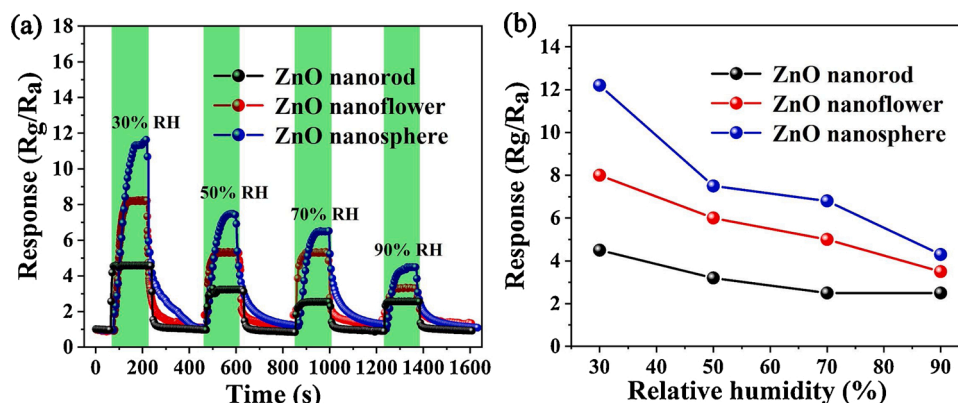 (a)
Response (Rg/Ra)
18
16
14
12
10
8
6
4
2
0
ZnO nanorod
ZnO nanoflower
ZnO nanosphere
30% RH
50% RH
70% RH
90% RH
0 200 400 600 800 1000 1200 1400 1600
Time (s)
(b)
Response (Rg/Ra)
14
12
10
8
6
4
2
ZnO nanorod
ZnO nanoflower
ZnO nanosphere
30 40 50 60 70 80 90
Relative humidity (%)